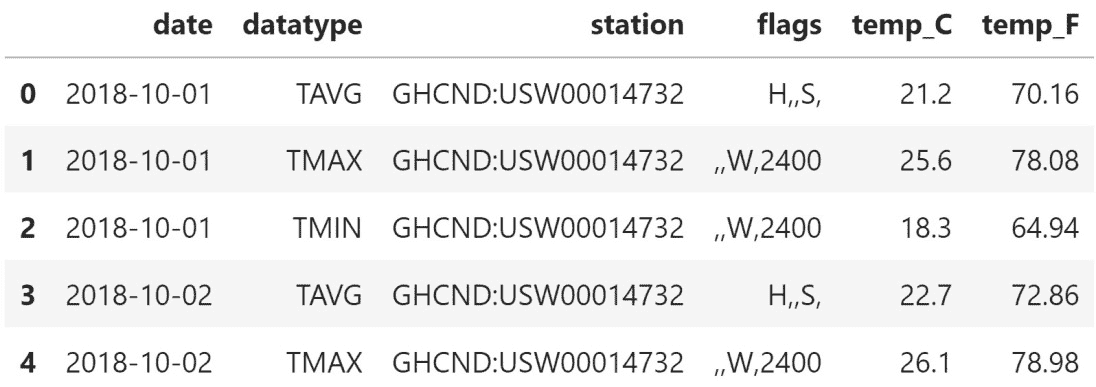 date datatype station flags temp_C temp_F
0 2018-10-01 TAVG GHCND:USW00014732 H,,S, 21.2 70.16
1 2018-10-01 TMAX GHCND:USW00014732 ,,W,2400 25.6 78.08
2 2018-10-01 TMIN GHCND:USW00014732 ,,W,2400 18.3 64.94
3 2018-10-02 TAVG GHCND:USW00014732 H,,S, 22.7 72.86
4 2018-10-02 TMAX GHCND:USW00014732 ,,W,2400 26.1 78.98